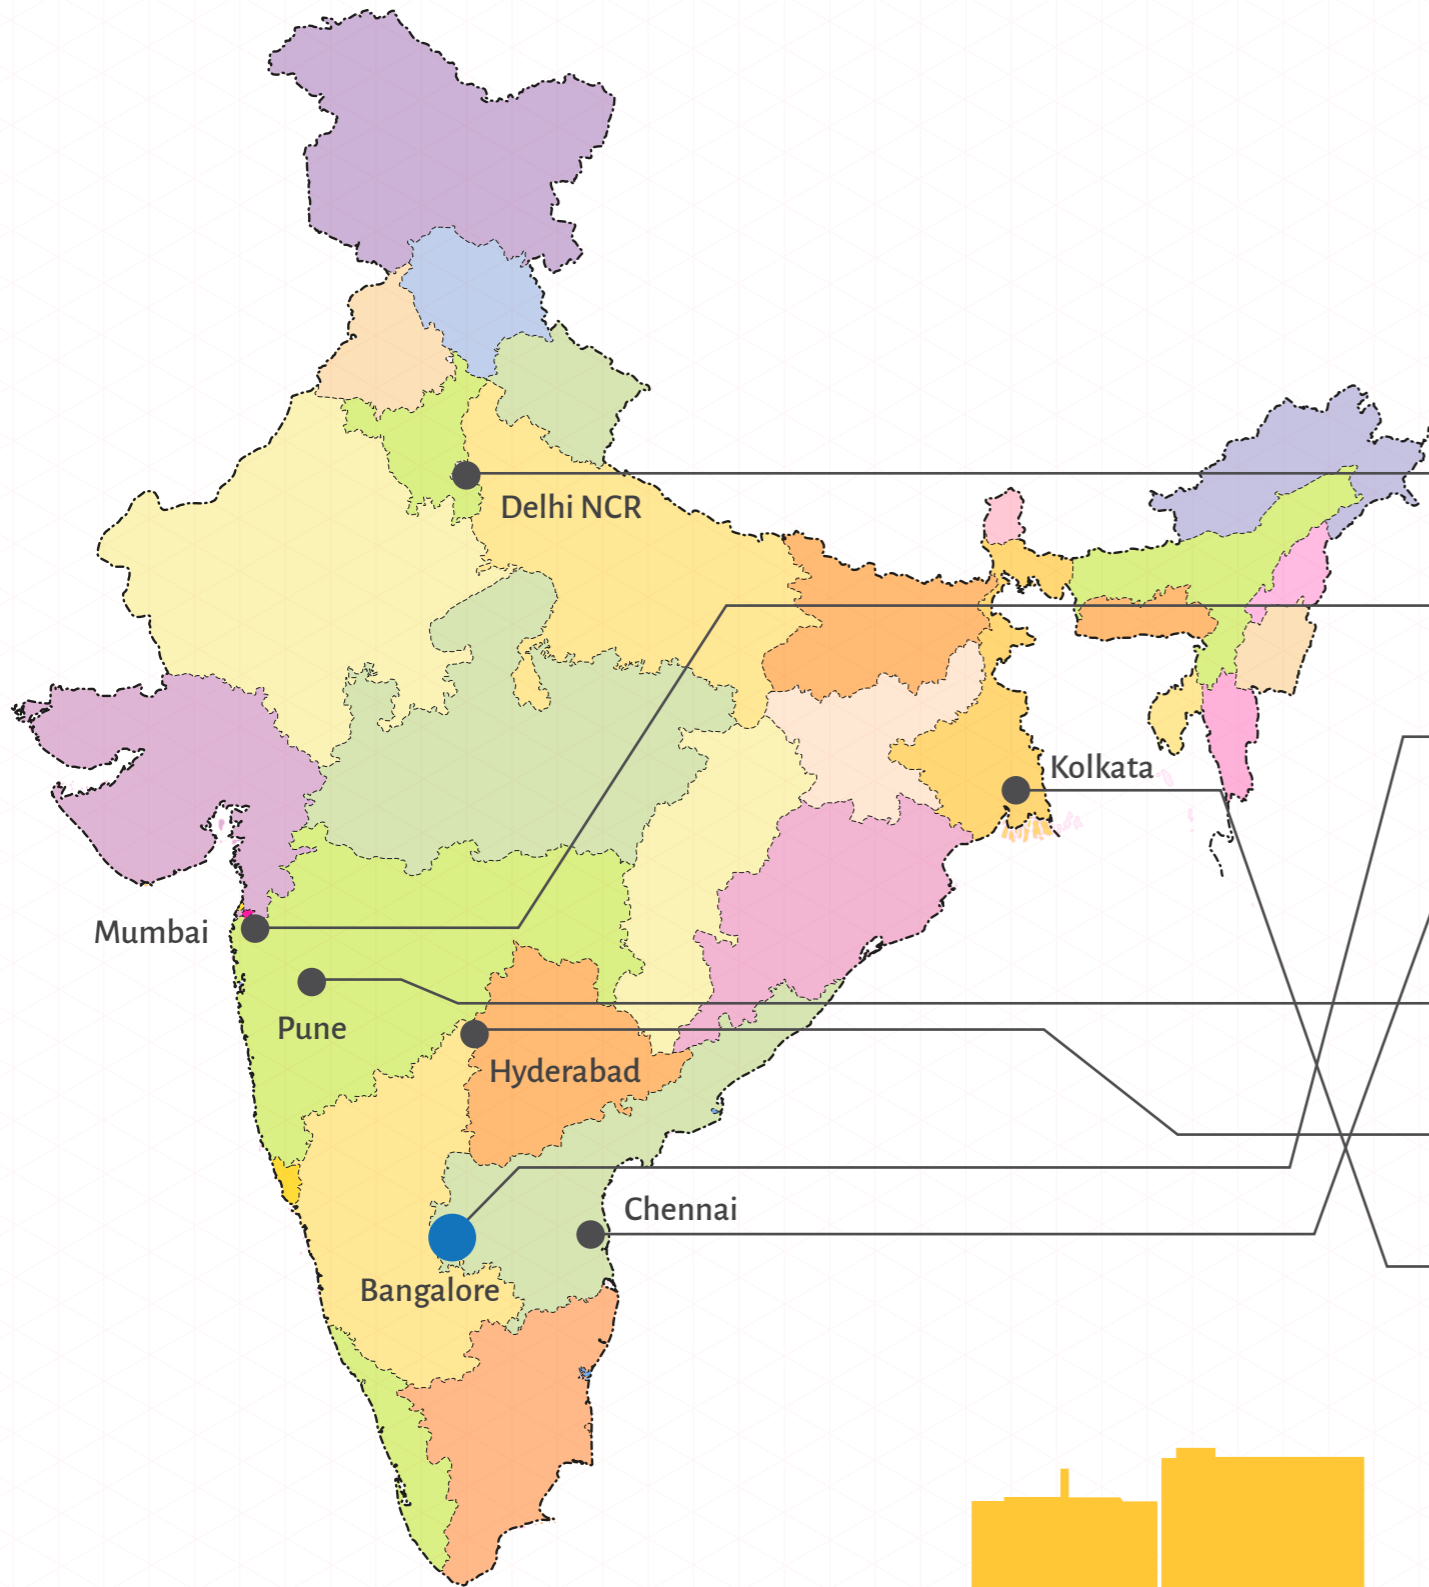 Delhi NCR
Kolkata
Mumbai
Pune
Hyderabad
Chennai
Bangalore